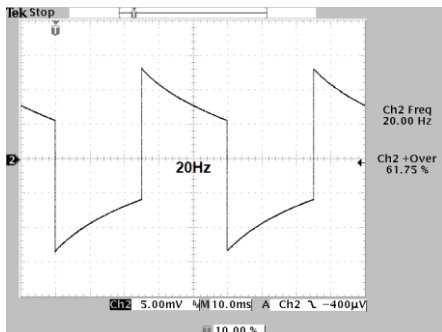 Tek Stop
T
T
Ch2 Freq
20.00 Hz
2
Ch2 +Over
61.75 %
20Hz
Ch2 5.00mV %M 10.0ms A Ch2 -400µV
10.00 %